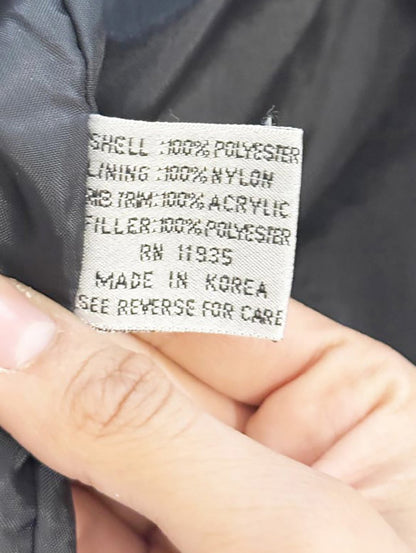 SHELL :100% POLYESTER
LINING :100% NYLON
RIB TRIM:100% ACRYLIC
FILLER:100% POLYESTER
RN 11935
MADE IN KOREA
SEE REVERSE FOR CARE